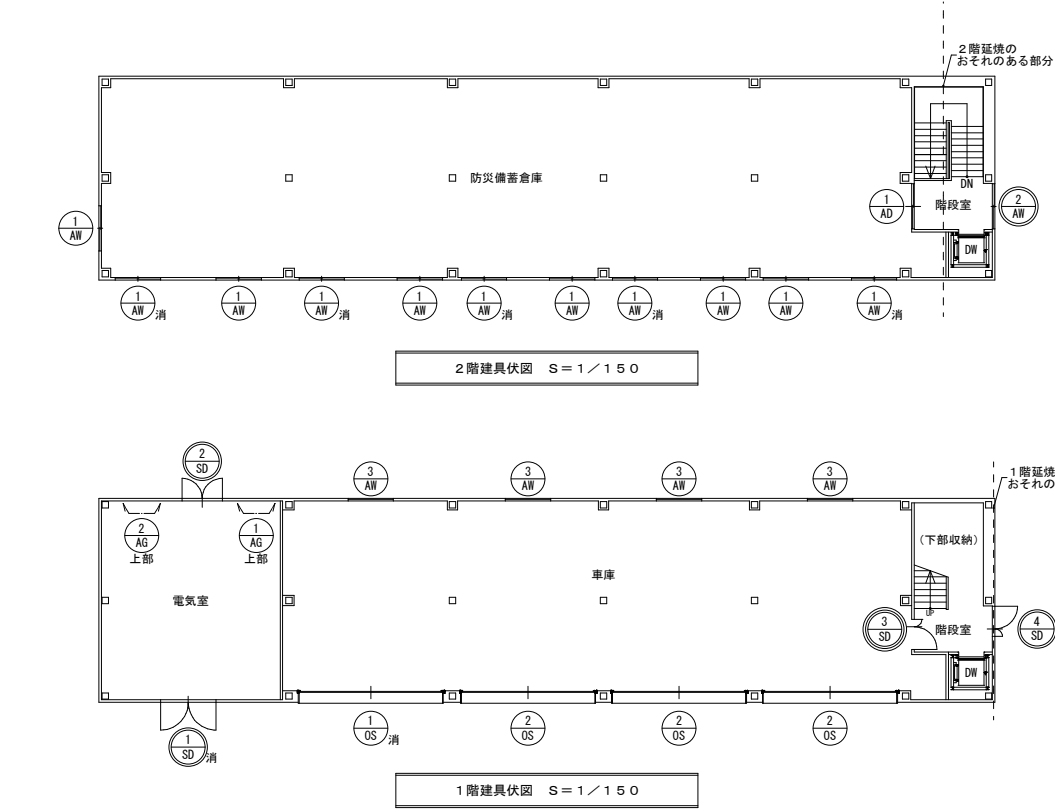 ２階延焼の
おそれのある部分
防災備蓄倉庫
DN
階段室
DW
1
AD
2
AW
1
AW
1
AW
消
1
AW
1
AW
消
1
AW
1
AW
消
1
AW
1
AW
消
1
AW
1
AW
1
AW
消
２階建具伏図　Ｓ＝１／１５０
2
SD
3
AW
3
AW
3
AW
3
AW
１階延焼
おそれの
2
AG
上部
1
AG
上部
（下部収納）
車庫
電気室
UP
階段室
3
SD
4
SD
DW
1
SD
消
1
OS
消
2
OS
2
OS
2
OS
１階建具伏図　Ｓ＝１／１５０